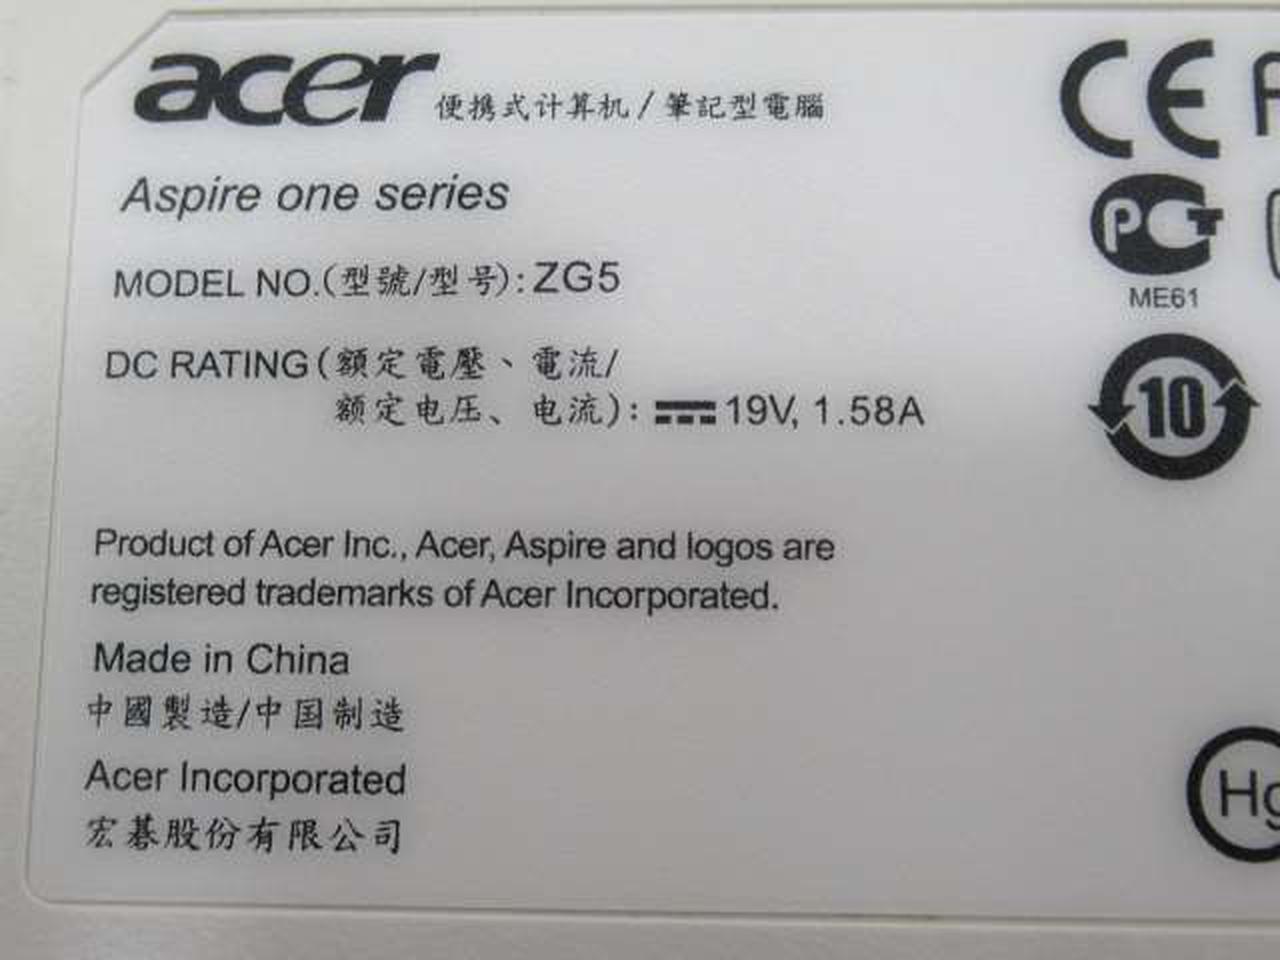 acer 便携式计算机/筆記型電腦
Aspire one series
MODEL NO.(型號/型号): ZG5
DC RATING(額定電壓、電流/
额定电压、电流): 19V, 1.58A
Product of Acer Inc., Acer, Aspire and logos are
registered trademarks of Acer Incorporated.
Made in China
中國製造/中国制造
Acer Incorporated
宏碁股份有限公司
CE
PCT
ME61
10
Hg